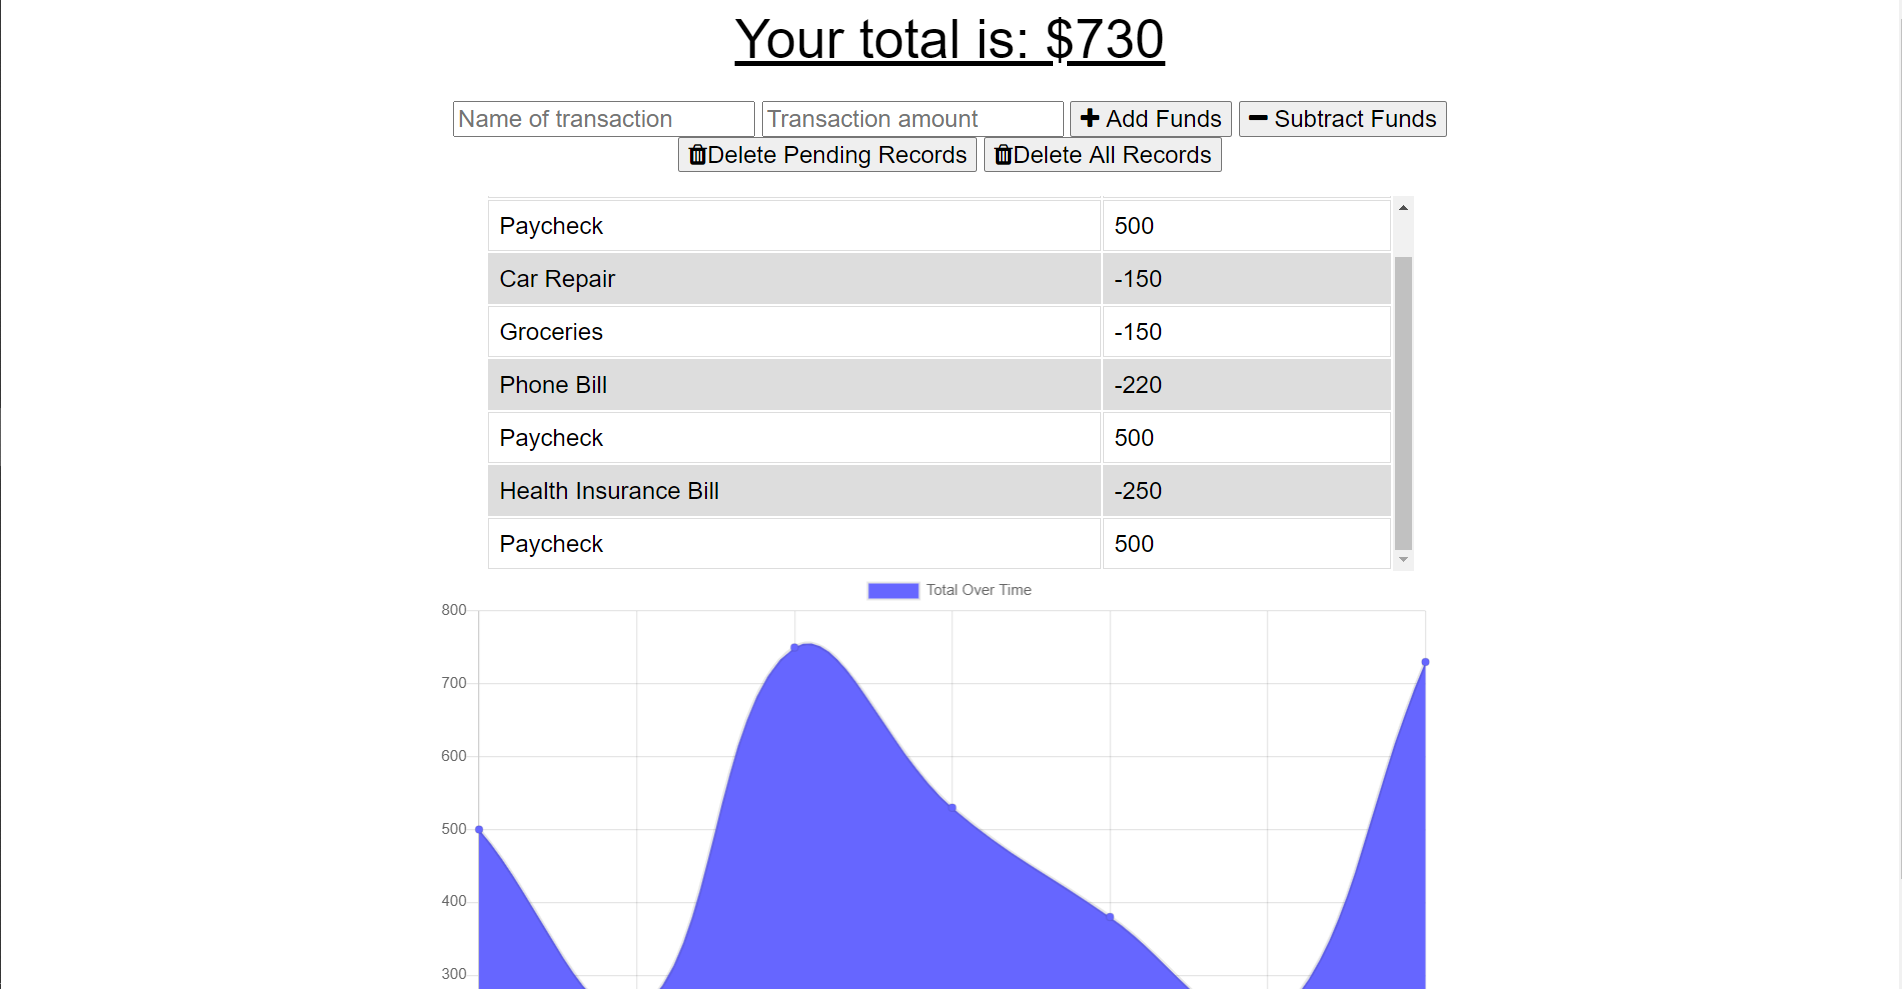 Your total is: $730
Name of transaction Transaction amount Add Funds Subtract Funds
Delete Pending Records Delete All Records
Paycheck 500
Car Repair -150
Groceries -150
Phone Bill -220
Paycheck 500
Health Insurance Bill -250
Paycheck 500
Total Over Time
800
700
600
500
400
300